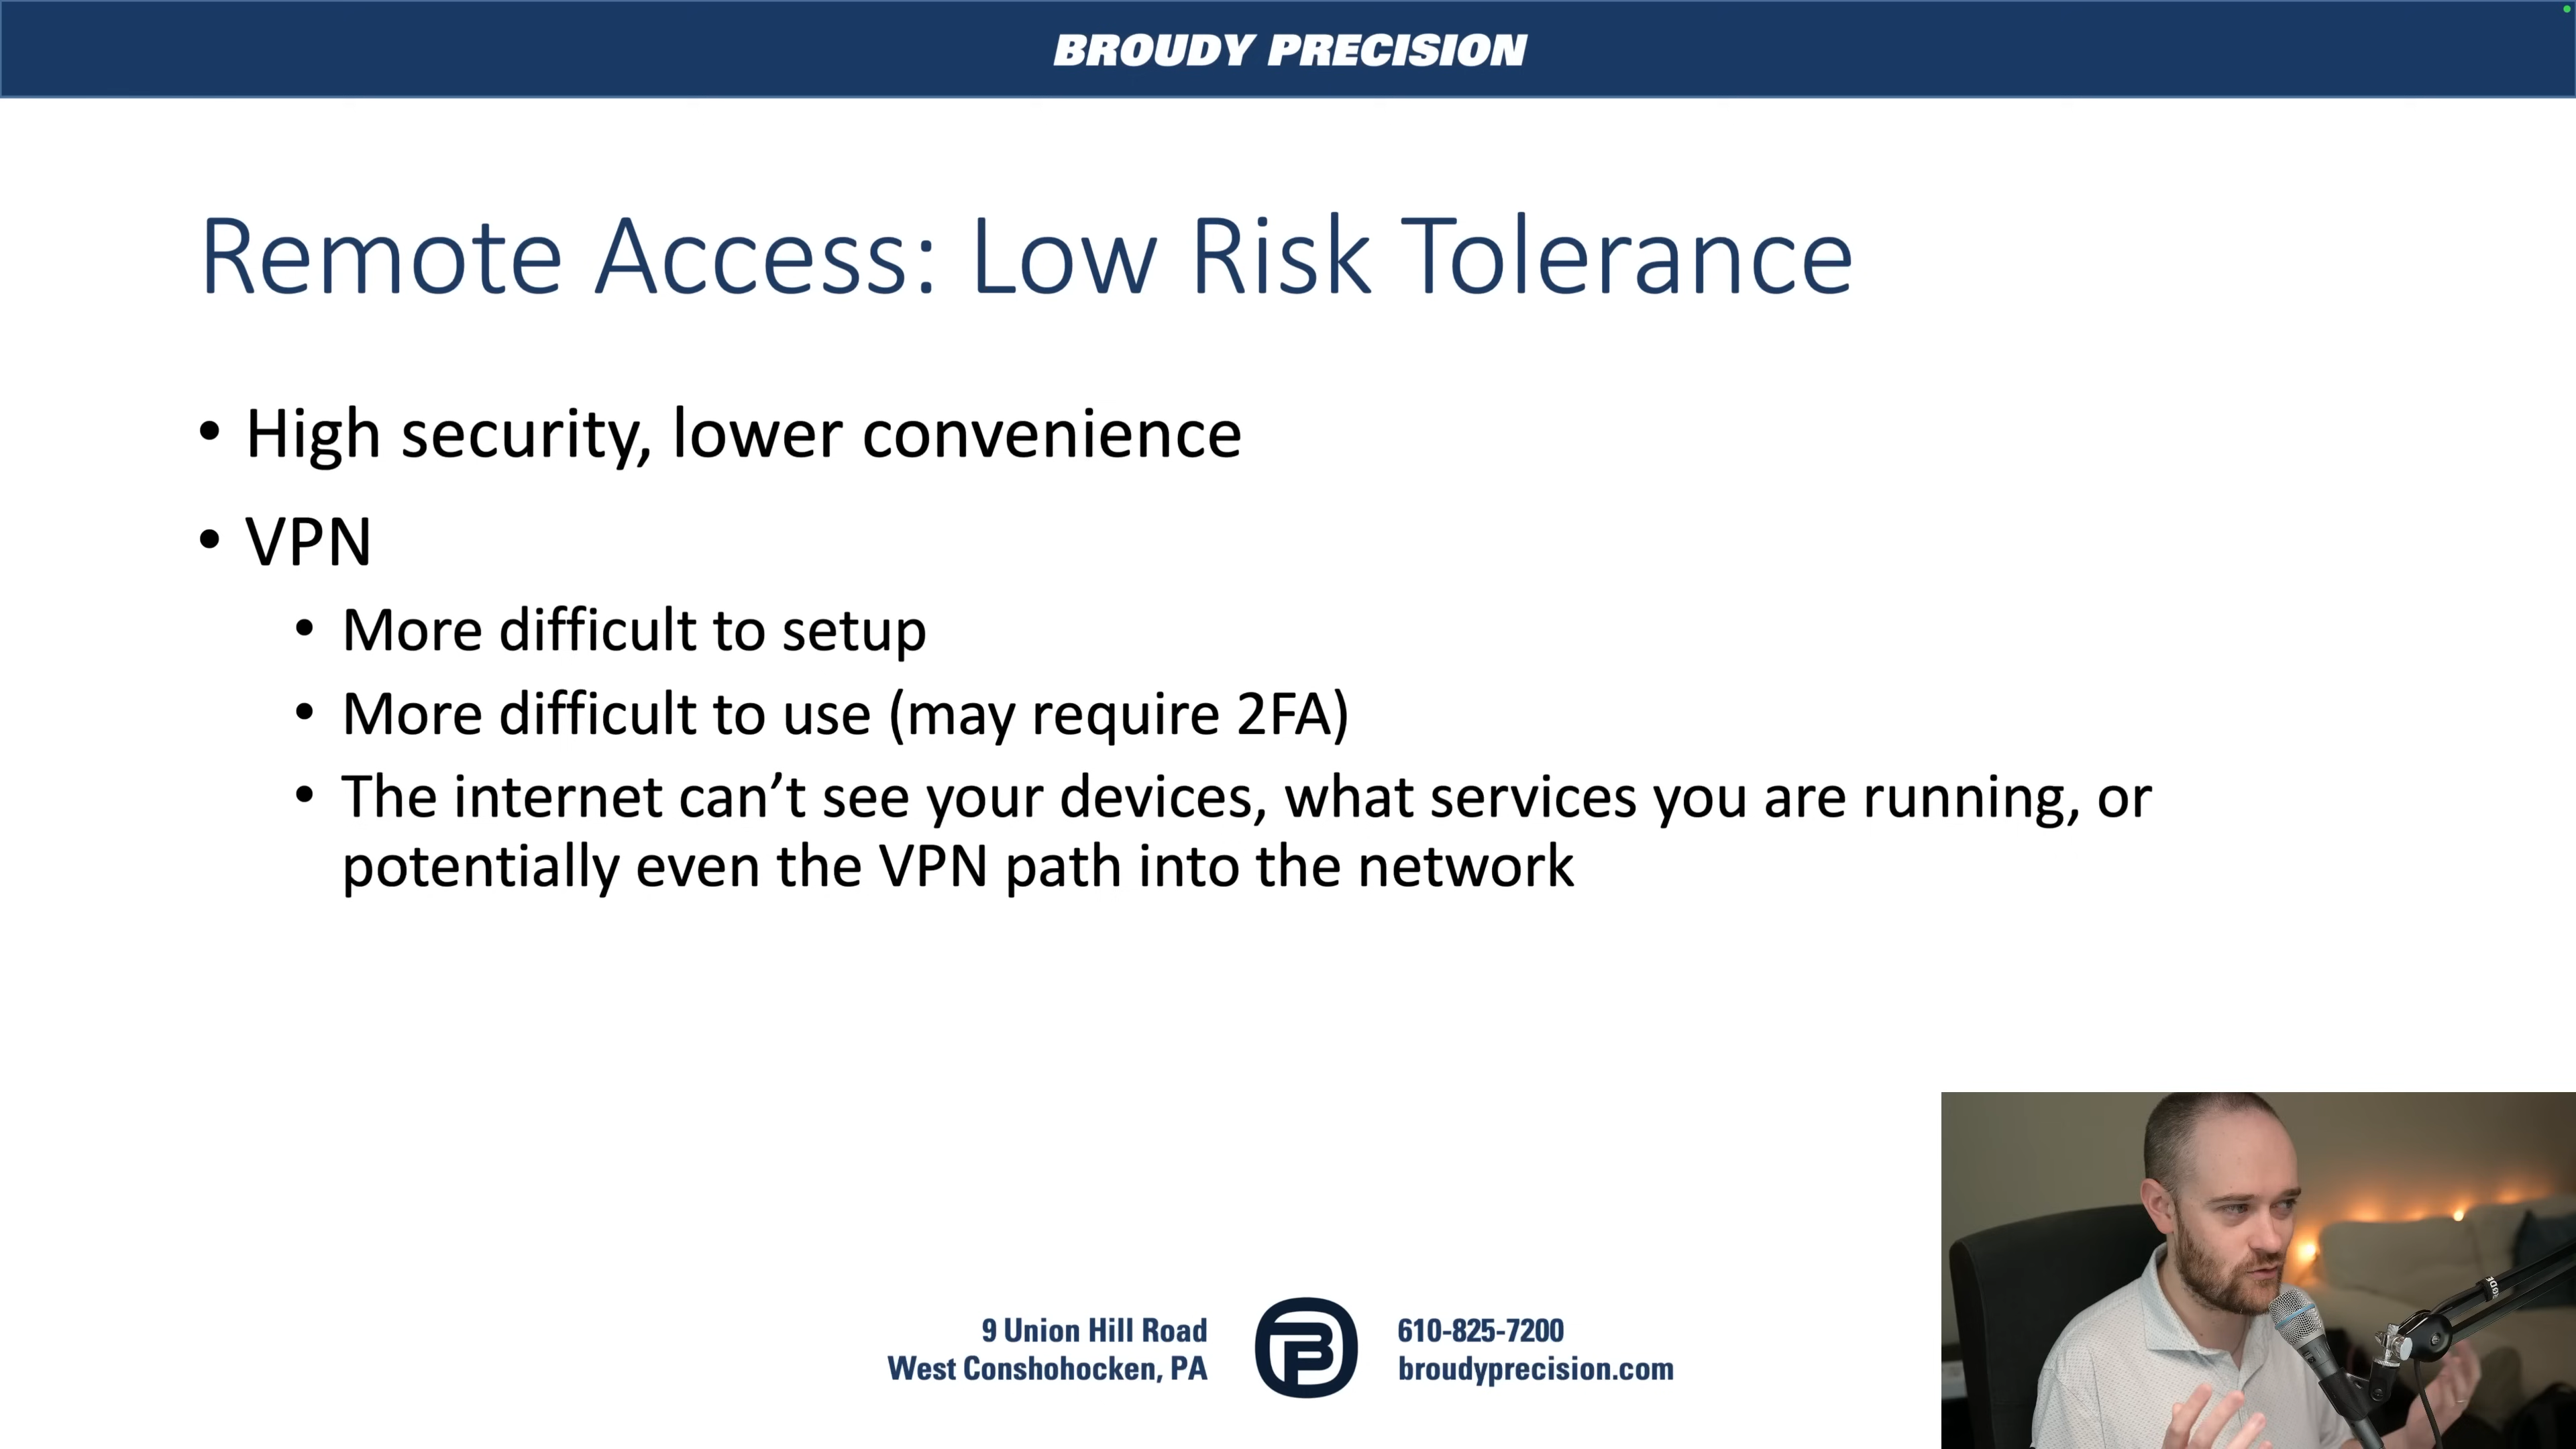 BROUDY PRECISION
Remote Access: Low Risk Tolerance
• High security, lower convenience
• VPN
• More difficult to setup
• More difficult to use (may require 2FA)
• The internet can’t see your devices, what services you are running, or
potentially even the VPN path into the network
9 Union Hill Road
West Conshohocken, PA
610-825-7200
broudyprecision.com